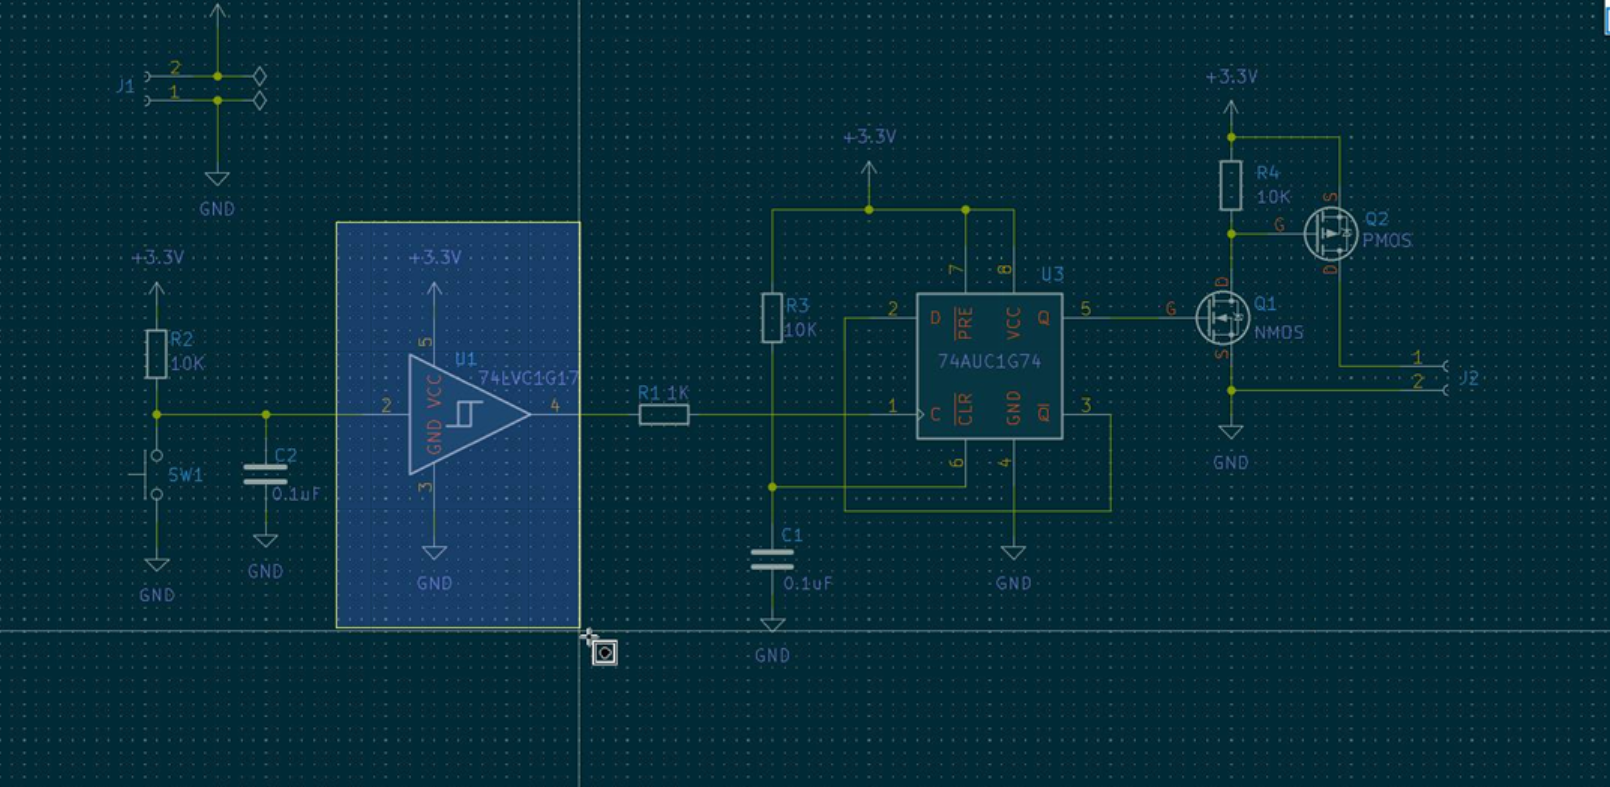 2
J1
1
GND
+3.3V
R2
10K
SW1
GND
C2
0.1uF
GND
+3.3V
5
U1
74LVC1G17
VCC
GND
2
4
3
GND
R1 1K
+3.3V
R3
10K
C1
0.1uF
GND
7
8
U3
2
D
PRE
VCC
Q
5
74AUC1G74
1
C
CLR
GND
Q
3
6
4
GND
+3.3V
R4
10K
S
G
Q2
PMOS
D
D
G
Q1
NMOS
S
1
2
J2
GND